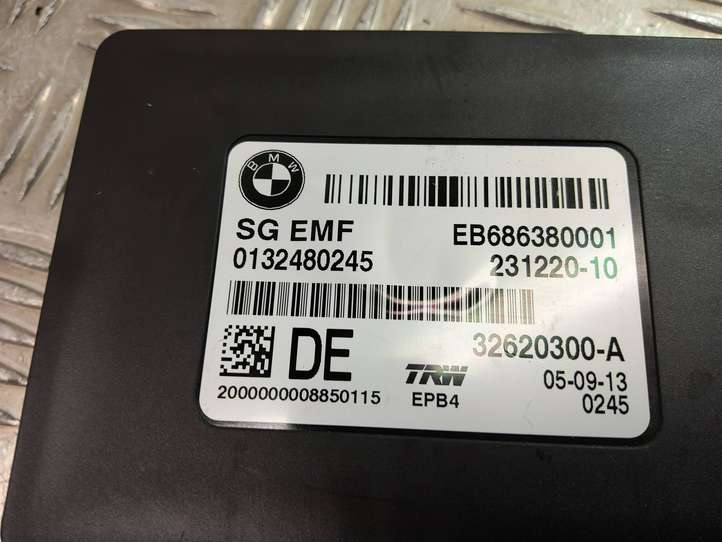 BMW
SG EMF EB686380001
0132480245 231220-10
32620300-A
DE
TRW 05-09-13
2000000008850115 EPB4 0245